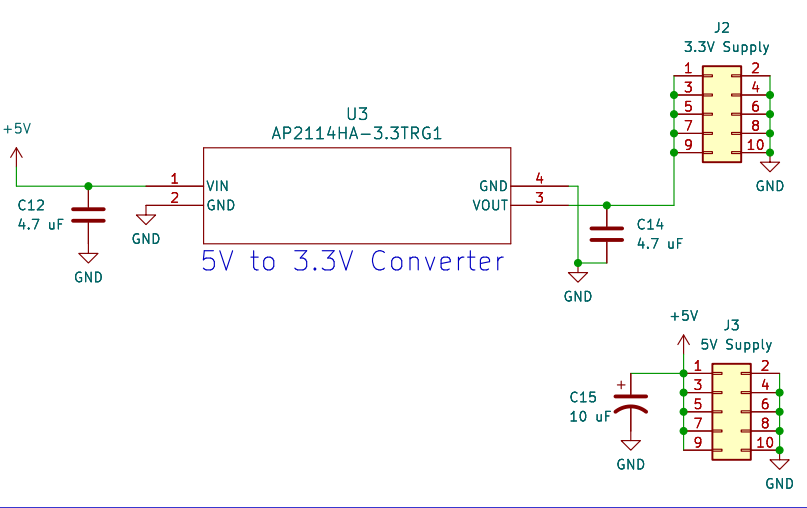 J2
3.3V Supply
1 2
3 4
5 6
7 8
9 10
GND
U3
AP2114HA-3.3TRG1
+5V
1 VIN
2 GND
GND 4
VOUT 3
C12
4.7 uF
GND
GND
C14
4.7 uF
GND
5V to 3.3V Converter
+5V
J3
5V Supply
1 2
3 4
5 6
7 8
9 10
+
C15
10 uF
GND
GND